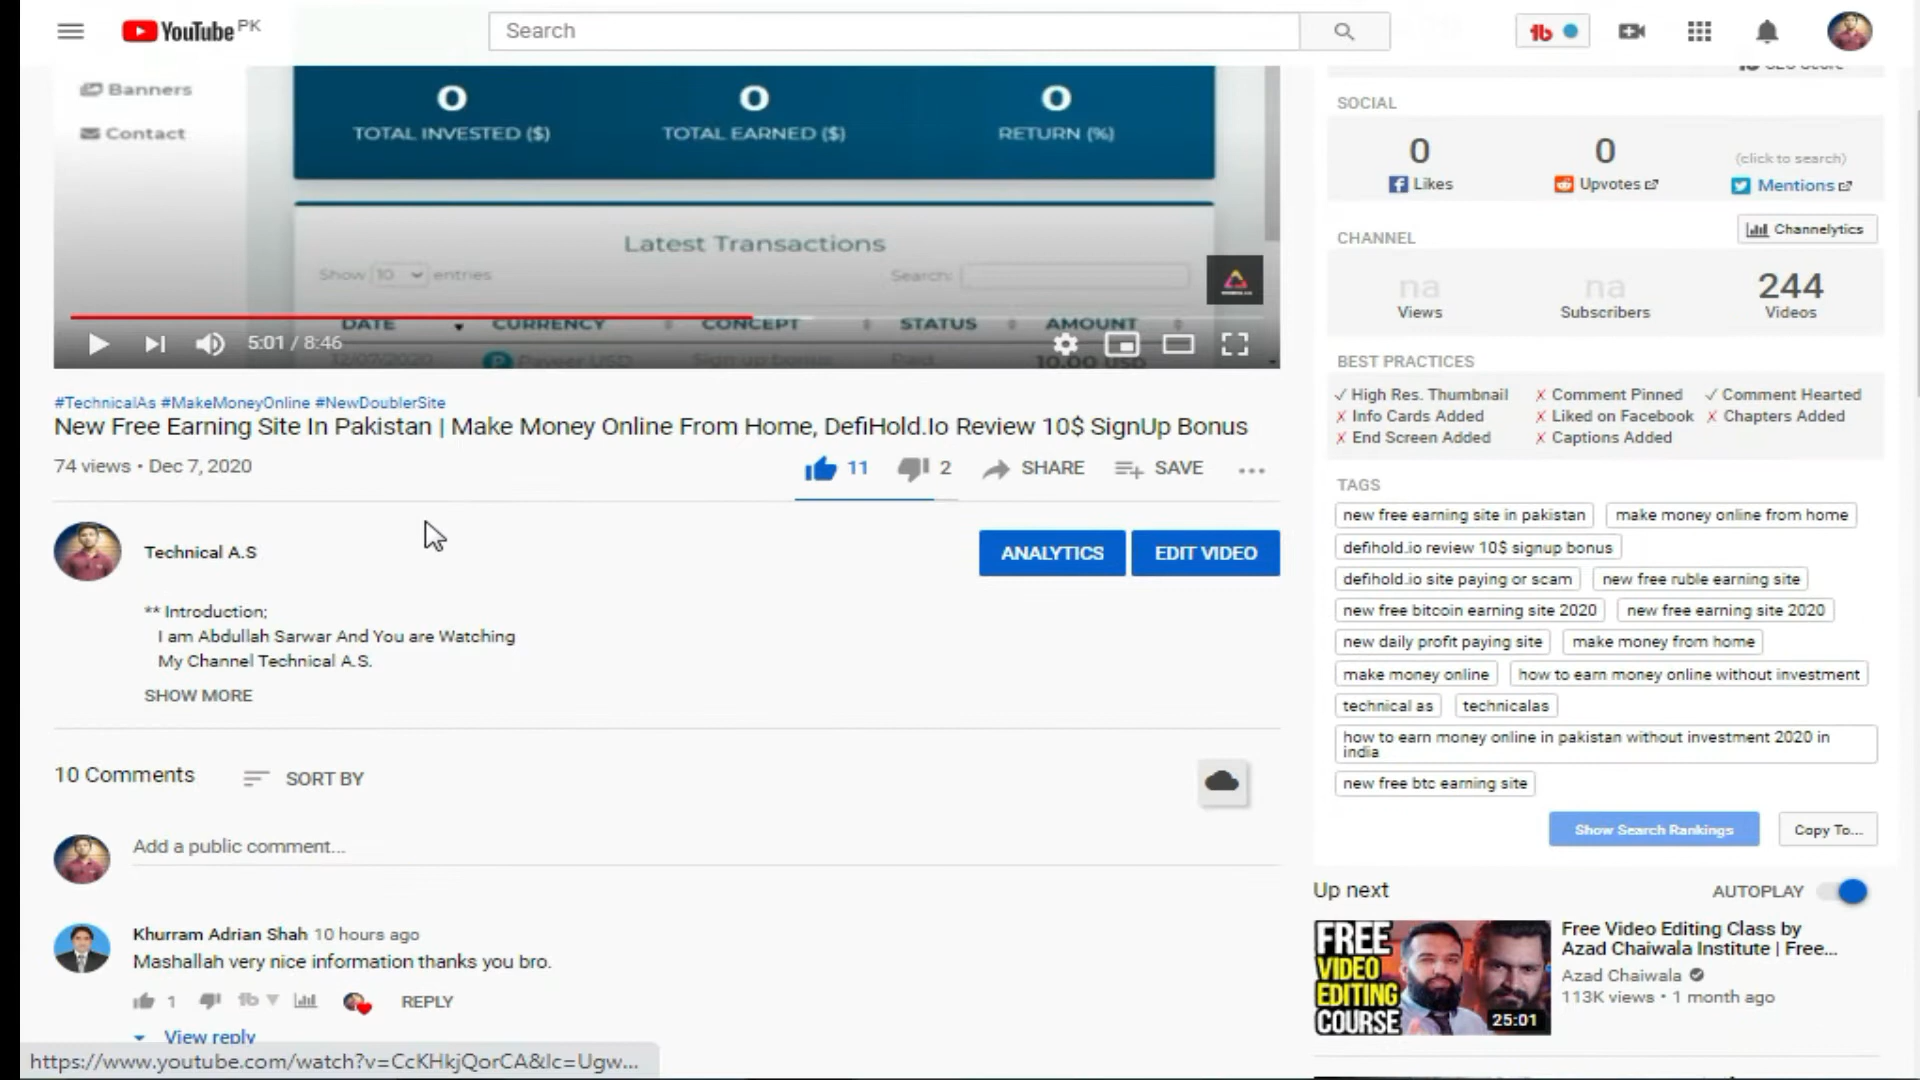 YouTube PK
Search
Banners
Contact
0
TOTAL INVESTED ($)
0
TOTAL EARNED ($)
0
RETURN (%)
Latest Transactions
Show 10 entries
Search:
DATE CURRENCY CONCEPT STATUS AMOUNT
12/07/2020 Payeer USD Sign up bonus Paid 10.00 USD
5:01 / 8:46
#TechnicalAs #MakeMoneyOnline #NewDoublerSite
New Free Earning Site In Pakistan | Make Money Online From Home, DefiHold.Io Review 10$ SignUp Bonus
74 views • Dec 7, 2020
11 2 SHARE SAVE
Technical A.S
ANALYTICS
EDIT VIDEO
** Introduction;
I am Abdullah Sarwar And You are Watching
My Channel Technical A.S.
SHOW MORE
10 Comments SORT BY
Add a public comment...
Khurram Adrian Shah 10 hours ago
Mashallah very nice information thanks you bro.
1 REPLY
View reply
https://www.youtube.com/watch?v=CcKHkjQorCA&lc=Ugw...
SEO Score
SOCIAL
0
Likes
0
Upvotes
(click to search)
Mentions
CHANNEL
Channelytics
na
Views
na
Subscribers
244
Videos
BEST PRACTICES
✓ High Res. Thumbnail ✗ Comment Pinned ✓ Comment Hearted
✗ Info Cards Added ✗ Liked on Facebook ✗ Chapters Added
✗ End Screen Added ✗ Captions Added
TAGS
new free earning site in pakistan
make money online from home
defihold.io review 10$ signup bonus
defihold.io site paying or scam
new free ruble earning site
new free bitcoin earning site 2020
new free earning site 2020
new daily profit paying site
make money from home
make money online
how to earn money online without investment
technical as
technicalas
how to earn money online in pakistan without investment 2020 in
india
new free btc earning site
Show Search Rankings
Copy To...
Up next
AUTOPLAY
FREE
VIDEO
EDITING
COURSE
25:01
Free Video Editing Class by
Azad Chaiwala Institute | Free...
Azad Chaiwala
113K views • 1 month ago